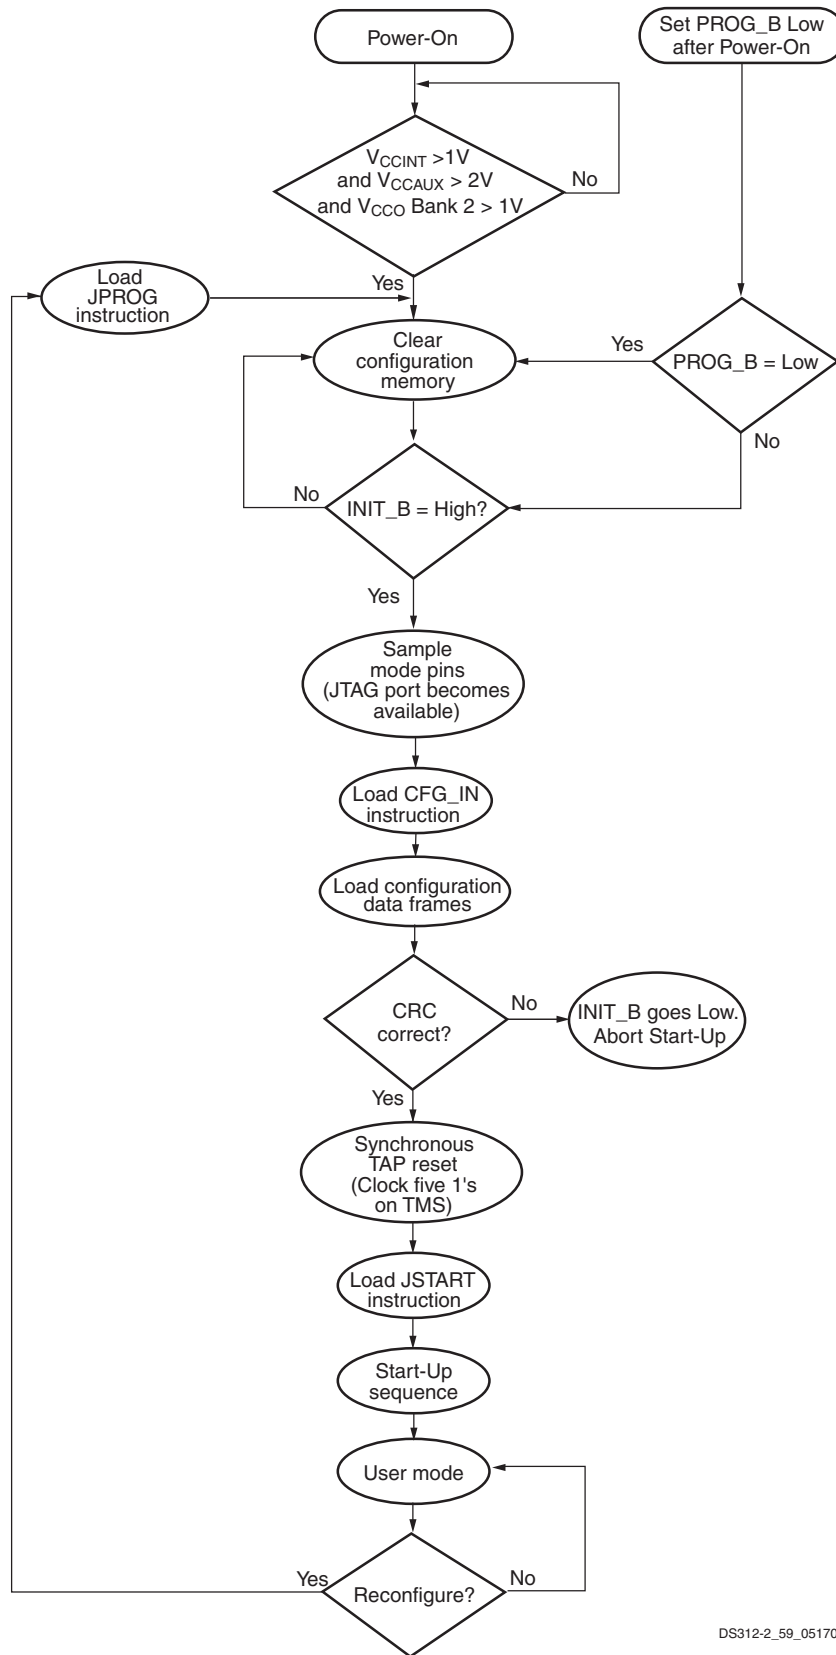 Power-On
Set PROG_B Low
after Power-On
VCCINT >1V
and VCCAUX > 2V
and VCCO Bank 2 > 1V
No
Yes
Load
JPROG
instruction
Clear
configuration
memory
Yes
PROG_B = Low
No
No
INIT_B = High?
Yes
Sample
mode pins
(JTAG port becomes
available)
Load CFG_IN
instruction
Load configuration
data frames
CRC
correct?
No
INIT_B goes Low.
Abort Start-Up
Yes
Synchronous
TAP reset
(Clock five 1's
on TMS)
Load JSTART
instruction
Start-Up
sequence
User mode
Yes
Reconfigure?
No
DS312-2_59_05170